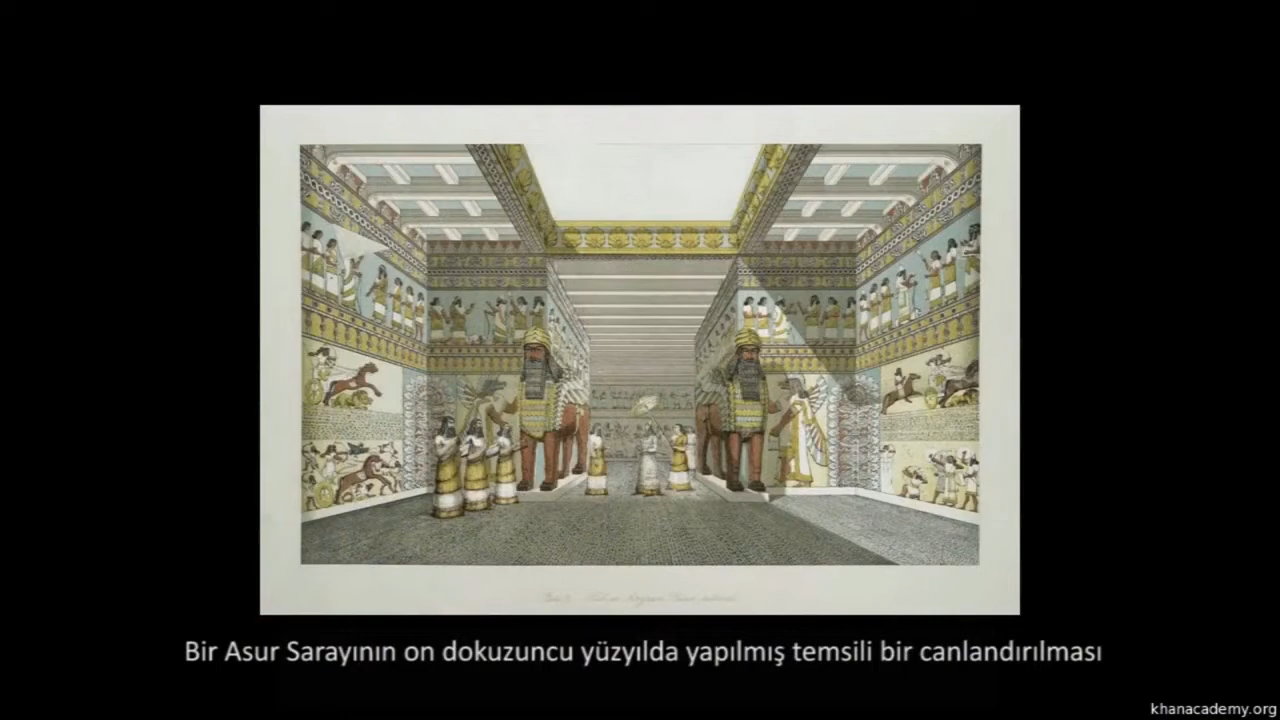 Bir Asur Sarayının on dokuzuncu yüzyılda yapılmış temsili bir canlandırılması
khanacademy.org